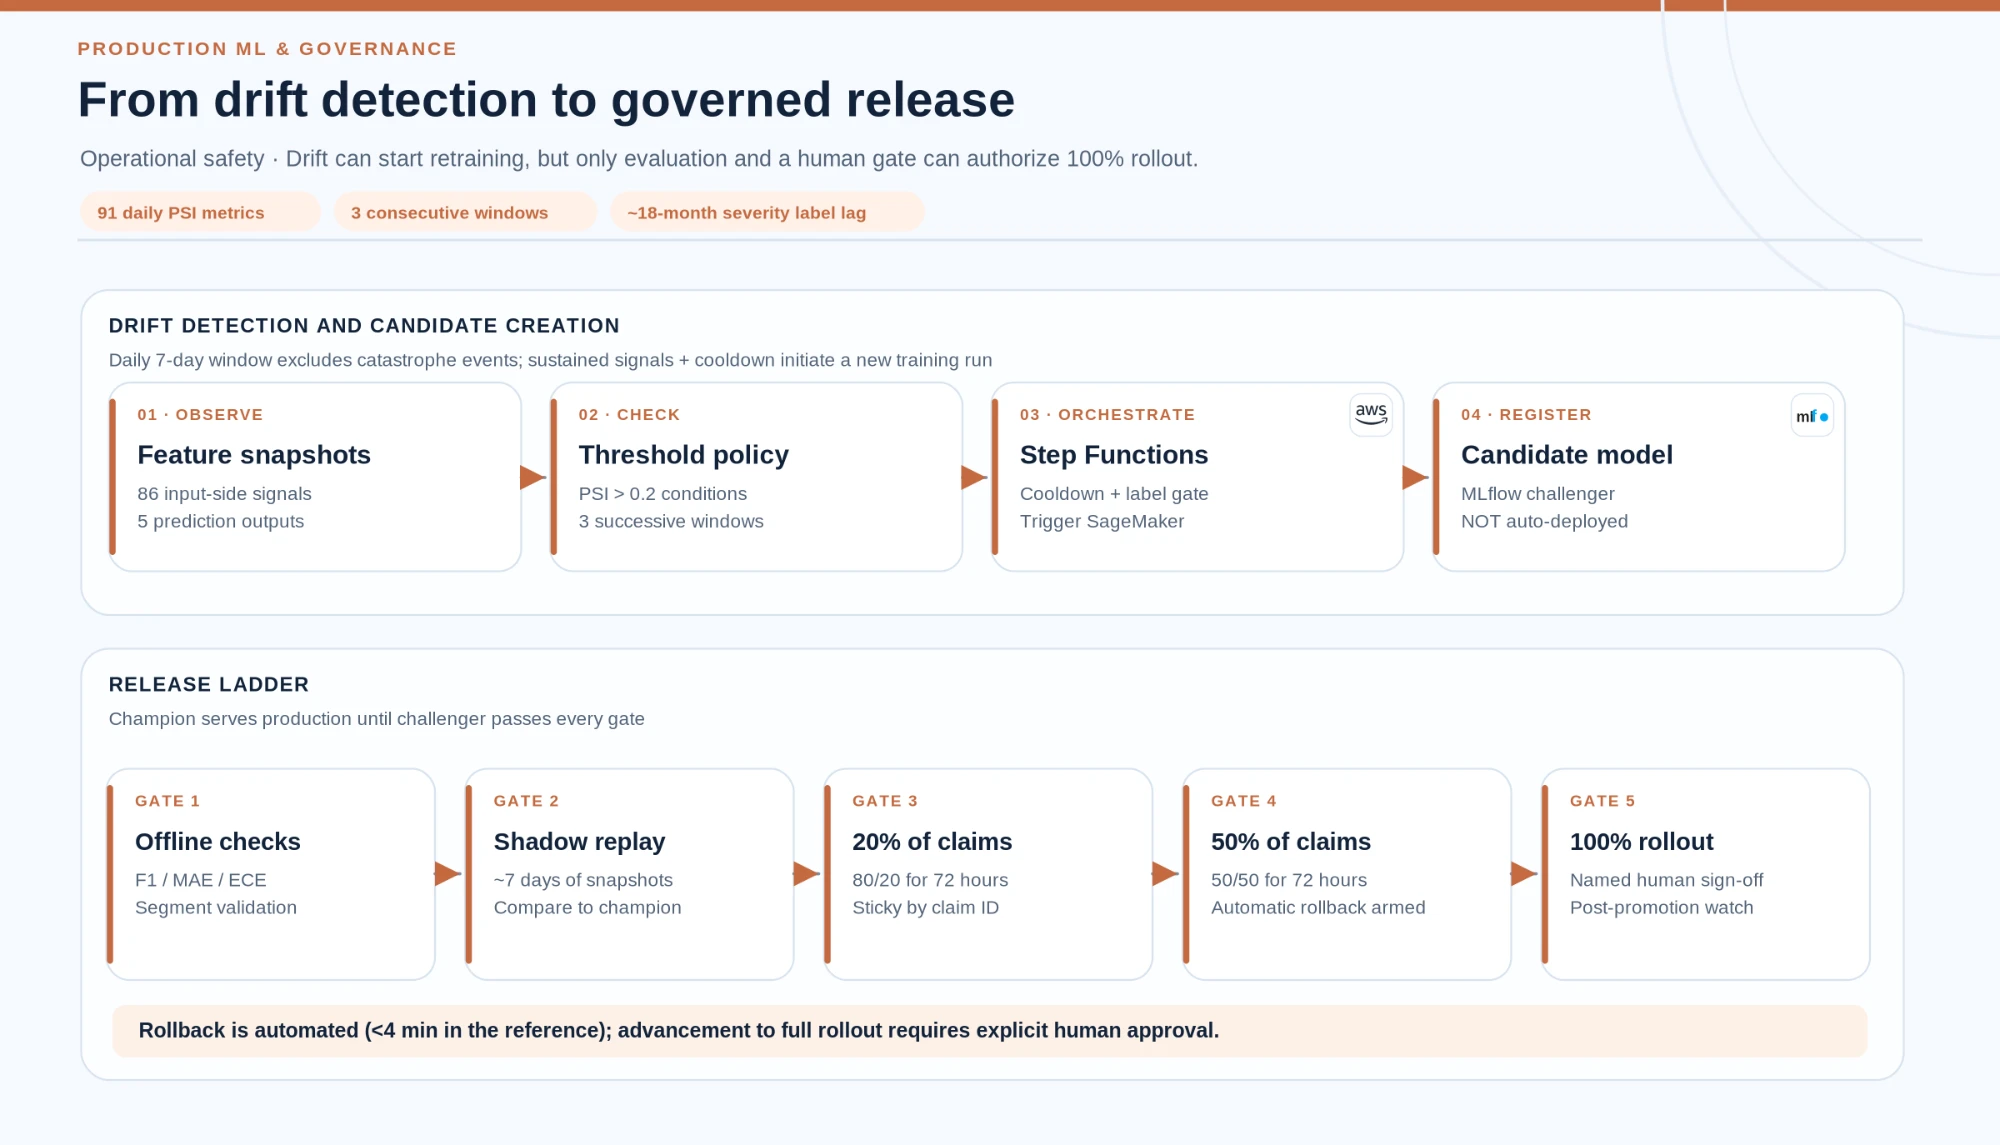 PRODUCTION ML & GOVERNANCE
From drift detection to governed release
Operational safety · Drift can start retraining, but only evaluation and a human gate can authorize 100% rollout.
91 daily PSI metrics
3 consecutive windows
~18-month severity label lag
DRIFT DETECTION AND CANDIDATE CREATION
Daily 7-day window excludes catastrophe events; sustained signals + cooldown initiate a new training run
01 · OBSERVE
Feature snapshots
86 input-side signals
5 prediction outputs
02 · CHECK
Threshold policy
PSI > 0.2 conditions
3 successive windows
03 · ORCHESTRATE
aws
Step Functions
Cooldown + label gate
Trigger SageMaker
04 · REGISTER
Candidate model
MLflow challenger
NOT auto-deployed
RELEASE LADDER
Champion serves production until challenger passes every gate
GATE 1
Offline checks
F1 / MAE / ECE
Segment validation
GATE 2
Shadow replay
~7 days of snapshots
Compare to champion
GATE 3
20% of claims
80/20 for 72 hours
Sticky by claim ID
GATE 4
50% of claims
50/50 for 72 hours
Automatic rollback armed
GATE 5
100% rollout
Named human sign-off
Post-promotion watch
Rollback is automated (<4 min in the reference); advancement to full rollout requires explicit human approval.